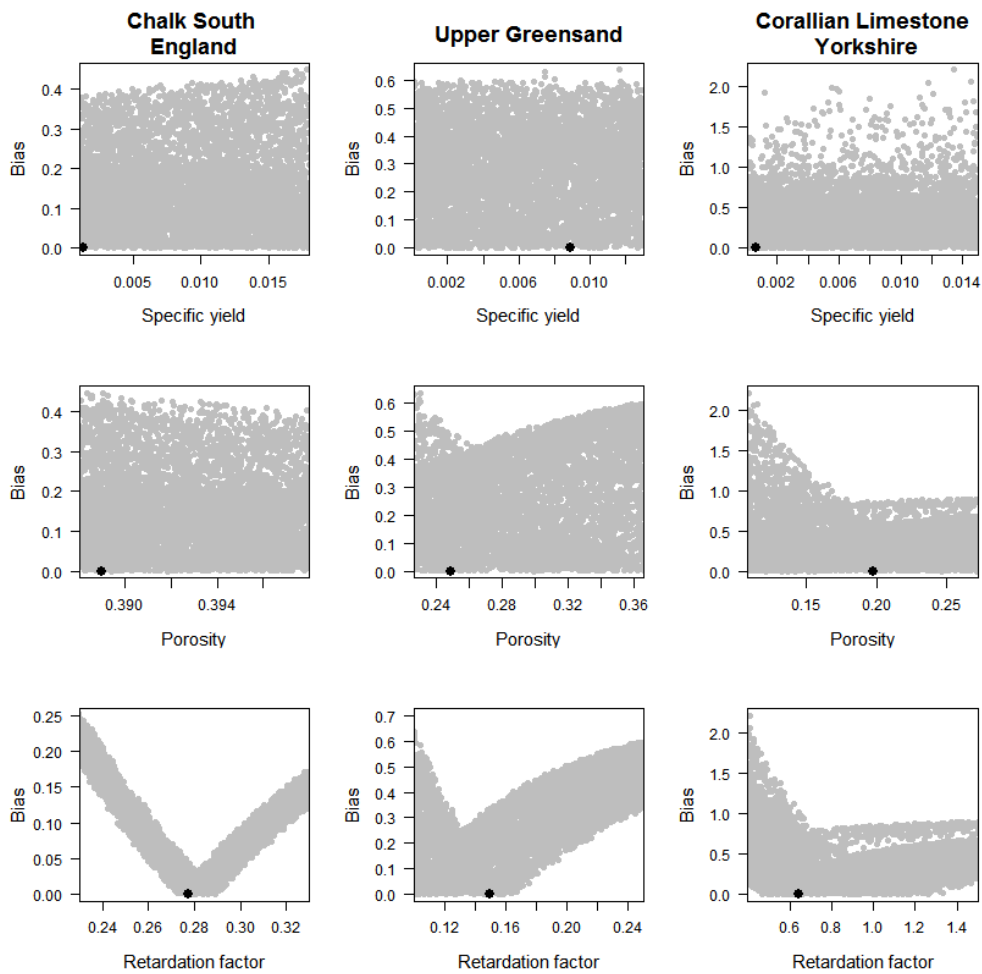 Chalk South
England
Upper Greensand
Corallian Limestone
Yorkshire
Bias
0.4
0.3
0.2
0.1
0.0
0.005 0.010 0.015
Specific yield
Bias
0.6
0.5
0.4
0.3
0.2
0.1
0.0
0.002 0.006 0.010
Specific yield
Bias
2.0
1.5
1.0
0.5
0.0
0.002 0.006 0.010 0.014
Specific yield
Bias
0.4
0.3
0.2
0.1
0.0
0.390 0.394
Porosity
Bias
0.6
0.5
0.4
0.3
0.2
0.1
0.0
0.24 0.28 0.32 0.36
Porosity
Bias
2.0
1.5
1.0
0.5
0.0
0.15 0.20 0.25
Porosity
Bias
0.25
0.20
0.15
0.10
0.05
0.00
0.24 0.26 0.28 0.30 0.32
Retardation factor
Bias
0.7
0.6
0.5
0.4
0.3
0.2
0.1
0.0
0.12 0.16 0.20 0.24
Retardation factor
Bias
2.0
1.5
1.0
0.5
0.0
0.6 0.8 1.0 1.2 1.4
Retardation factor